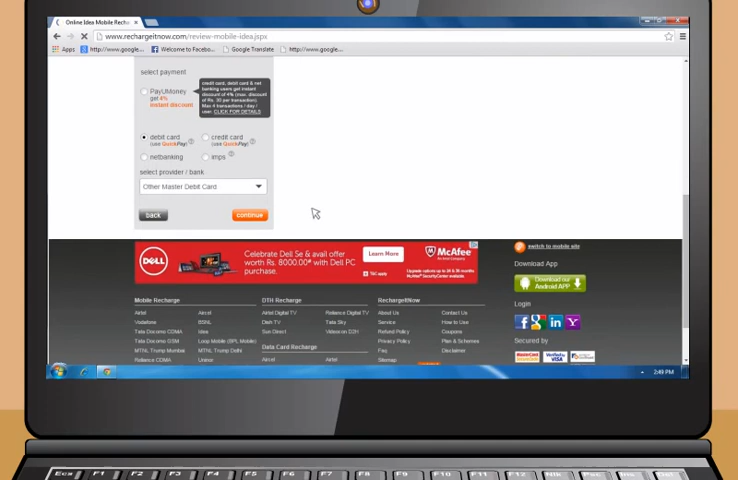 Online Idea Mobile Rech
www.rechargeitnow.com/review-mobile-idea.jspx
Apps http://www.google... Welcome to Facebo... Google Translate http://www.google...
select payment
PayUMoney
get 4%
instant discount
credit card, debit card & net
banking users get instant
discount of 4% (max. discount
of Rs. 30 per transaction)
Max 4 transactions / day /
user. CLICK FOR DETAILS
debit card
(use QuickPay)
credit card
(use QuickPay)
netbanking
imps
select provider / bank
Other Master Debit Card
back
continue
DELL
Celebrate Dell Se & avail offer
worth Rs. 8000.00* with Dell PC
purchase.
Learn More
McAfee
switch to mobile site
Download App
Download our
Android APP
Login
Secured by
MasterCard
VISA
Mobile Recharge
Airtel
Vodafone
Tata Docomo CDMA
Tata Docomo GSM
MTNL Trump Mumbai
Reliance CDMA
Aircel
BSNL
Idea
Loop Mobile (BPL Mobile)
MTNL Trump Delhi
Uninor
DTH Recharge
Airtel Digital TV
Dish TV
Sun Direct
Reliance Digital TV
Tata Sky
Videocon D2H
Data Card Recharge
Aircel
Airtel
RechargeItNow
About Us
Service
Refund Policy
Privacy Policy
Faq
Sitemap
Contact Us
How to Use
Coupons
Plan & Schemes
Disclaimer
2:49 PM
Ecs F1 F2 F3 F4 F5 F6 F7 F8 F9 F10 F11 F12